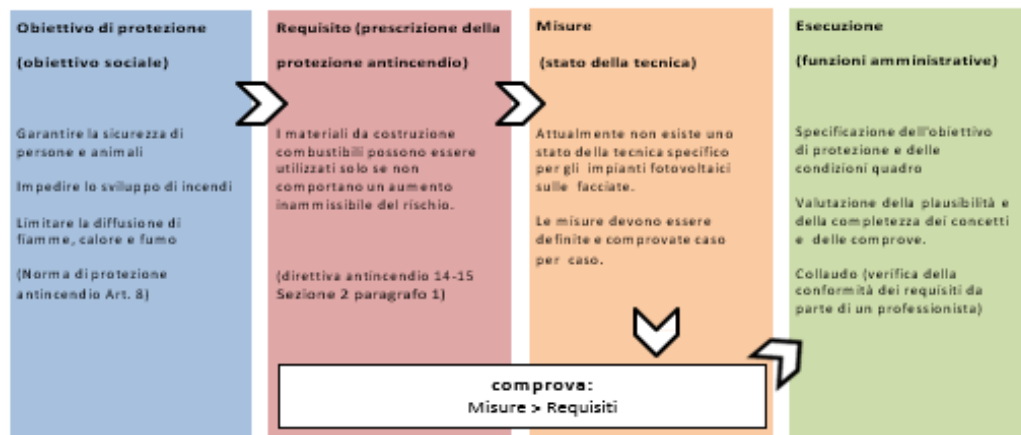 Obiettivo di protezione
(obiettivo sociale)
Garantire la sicurezza di
persone e animali
Impedire lo sviluppo di incendi
Limitare la diffusione di
fiamme, calore e fumo
(Norma di protezione
antincendio Art. 8)
Requisito (prescrizione della
protezione antincendio)
I materiali da costruzione
combustibili possono essere
utilizzati solo se non
comportano un aumento
inammissibile del rischio.
(direttiva antincendio 14-15
Sezione 2 paragrafo 1)
Misure
(stato della tecnica)
Attualmente non esiste uno
stato della tecnica specifico
per gli impianti fotovoltaici
sulle facciate.
Le misure devono essere
definite e comprovate caso
per caso.
comprova:
Misure > Requisiti
Esecuzione
(funzioni amministrative)
Specificazione dell'obiettivo
di protezione e delle
condizioni quadro
Valutazione della plausibilità e
della completezza dei concetti
e delle comprove.
Collaudo (verifica della
conformità dei requisiti da
parte di un professionista)